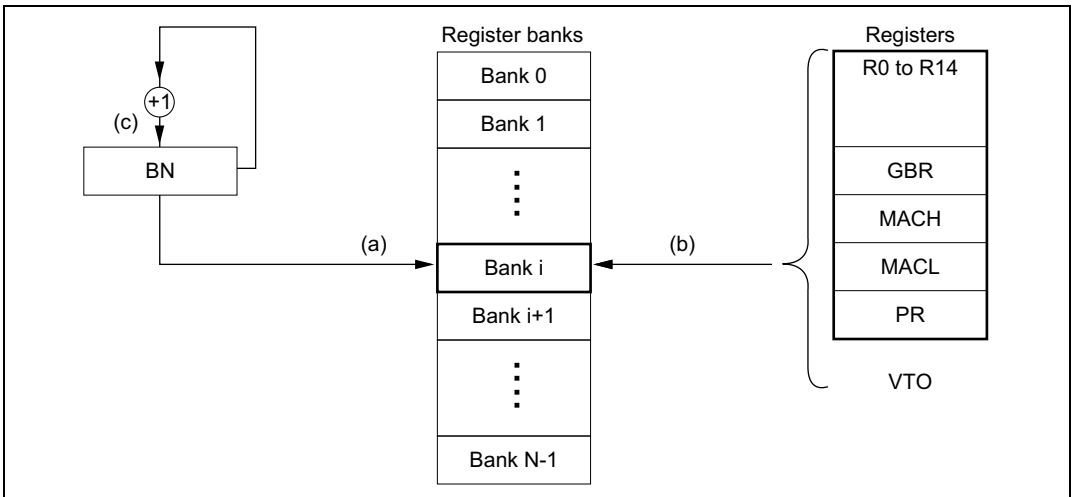 Register banks
Registers
Bank 0
R0 to R14
+1
(c)
Bank 1
BN
GBR
MACH
(a)
(b)
Bank i
MACL
Bank i+1
PR
VTO
Bank N-1